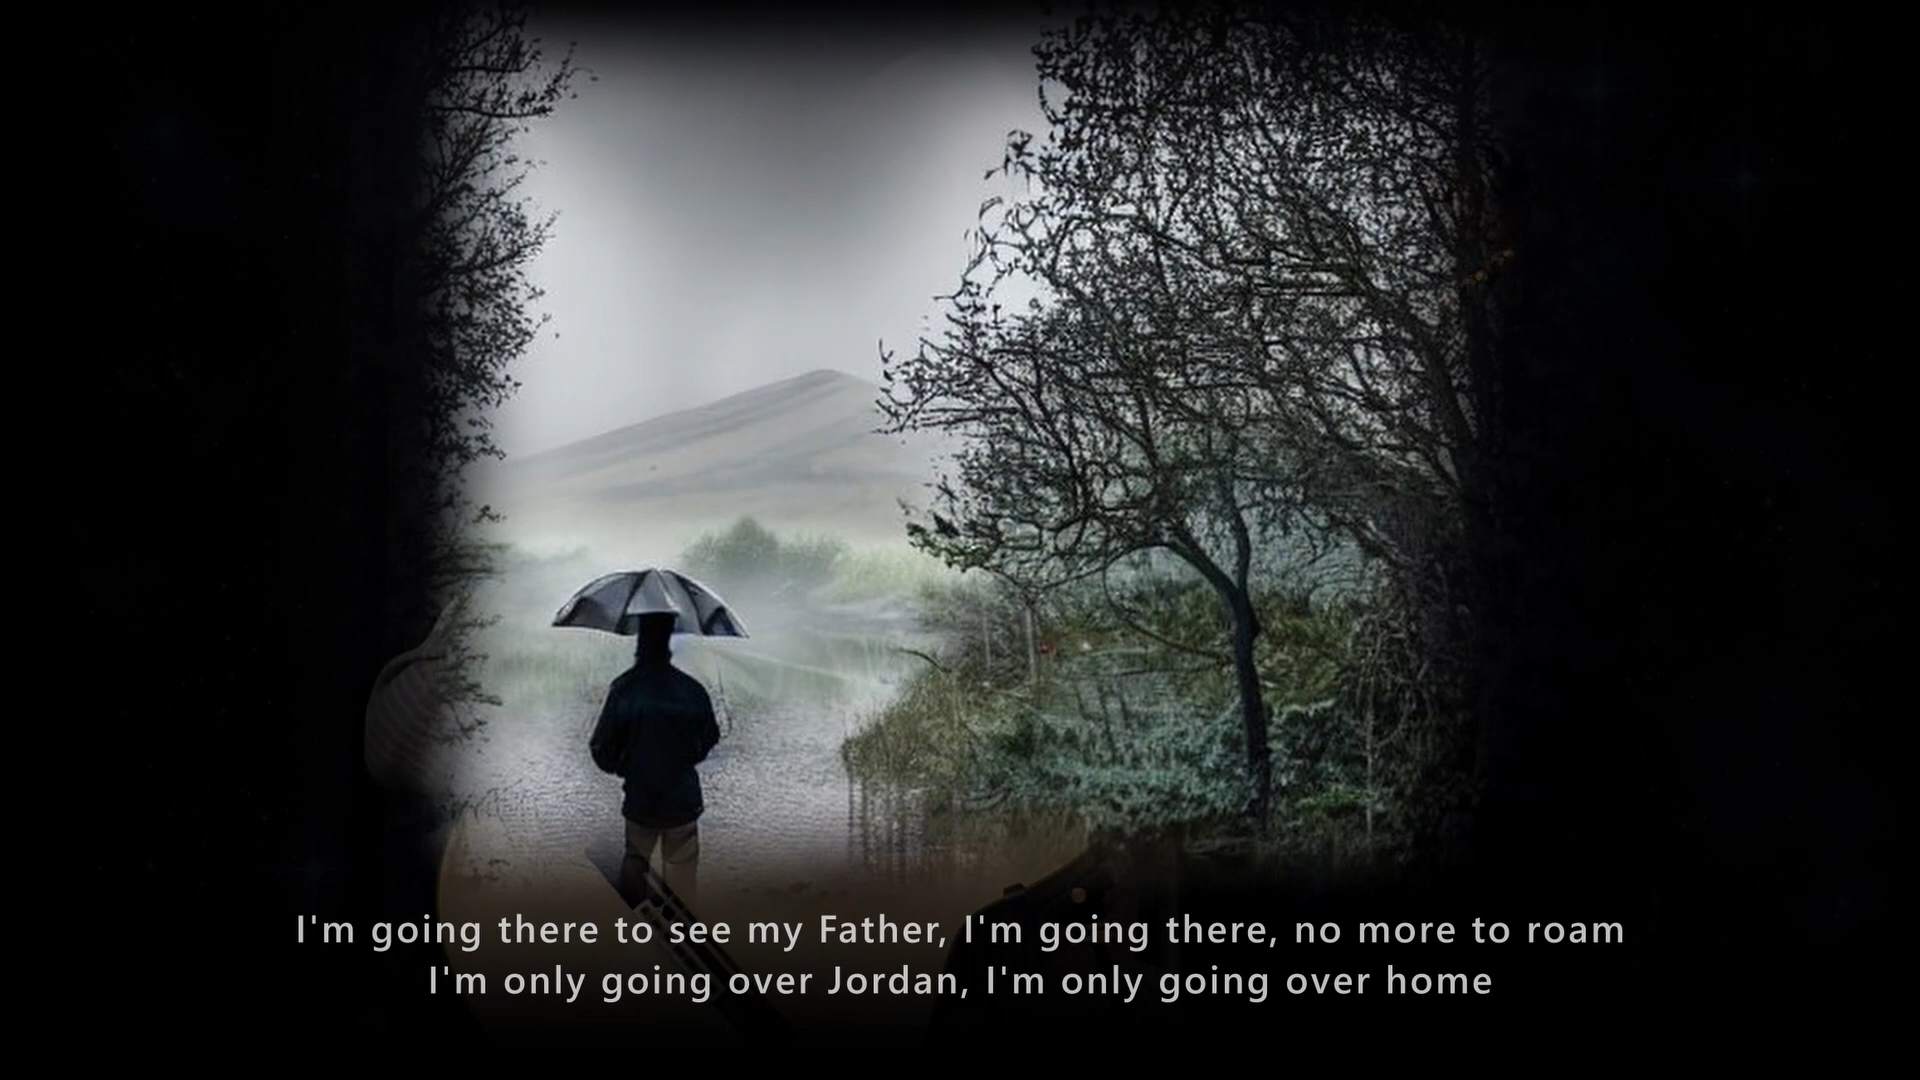 I'm going there to see my Father, I'm going there, no more to roam
I'm only going over Jordan, I'm only going over home